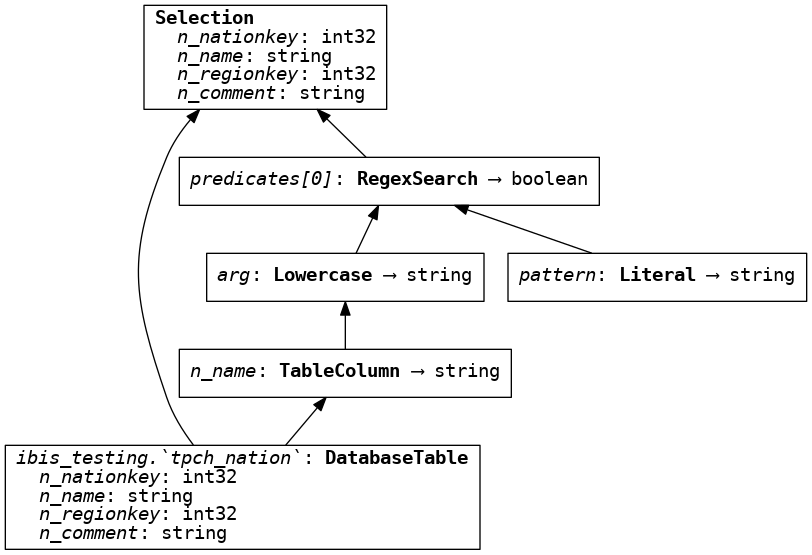 Selection
n_nationkey: int32
n_name: string
n_regionkey: int32
n_comment: string
predicates[0]: RegexSearch → boolean
arg: Lowercase → string
pattern: Literal → string
n_name: TableColumn → string
ibis_testing.`tpch_nation`: DatabaseTable
n_nationkey: int32
n_name: string
n_regionkey: int32
n_comment: string